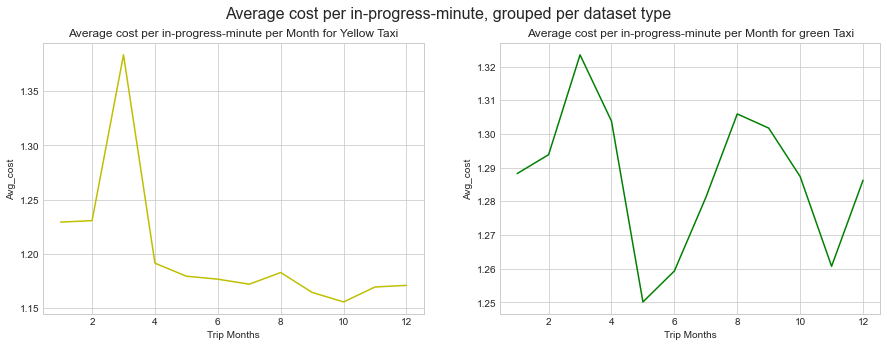 Average cost per in-progress-minute, grouped per dataset type
Average cost per in-progress-minute per Month for Yellow Taxi
1.35
1.30
1.25
1.20
1.15
Avg_cost
2 4 6 8 10 12
Trip Months
Average cost per in-progress-minute per Month for green Taxi
1.32
1.31
1.30
1.29
1.28
1.27
1.26
1.25
Avg_cost
2 4 6 8 10 12
Trip Months